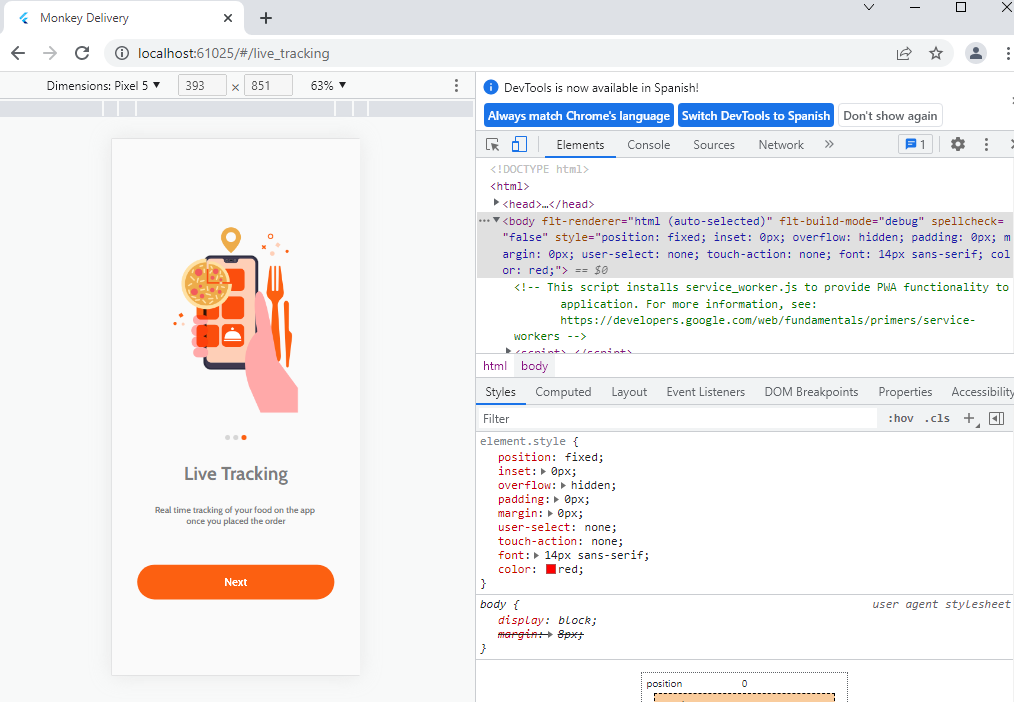 Monkey Delivery
localhost:61025/#/live_tracking
Dimensions: Pixel 5 ▼ 393 × 851 63% ▼
DevTools is now available in Spanish!
Always match Chrome's language Switch DevTools to Spanish Don't show again
Elements Console Sources Network » 1
<!DOCTYPE html>
<html>
<head>…</head>
<body flt-renderer="html (auto-selected)" flt-build-mode="debug" spellcheck=
"false" style="position: fixed; inset: 0px; overflow: hidden; padding: 0px; m
argin: 0px; user-select: none; touch-action: none; font: 14px sans-serif; col
or: red;"> == $0
<!-- This script installs service_worker.js to provide PWA functionality to
application. For more information, see:
https://developers.google.com/web/fundamentals/primers/service-
workers -->
<script>…</script>
html body
Styles Computed Layout Event Listeners DOM Breakpoints Properties Accessibility
Filter :hov .cls +
element.style {
position: fixed;
inset: 0px;
overflow: hidden;
padding: 0px;
margin: 0px;
user-select: none;
touch-action: none;
font: 14px sans-serif;
color: red;
}
body { user agent stylesheet
display: block;
margin: 8px;
}
position 0
Live Tracking
Real time tracking of your food on the app
once you placed the order
Next